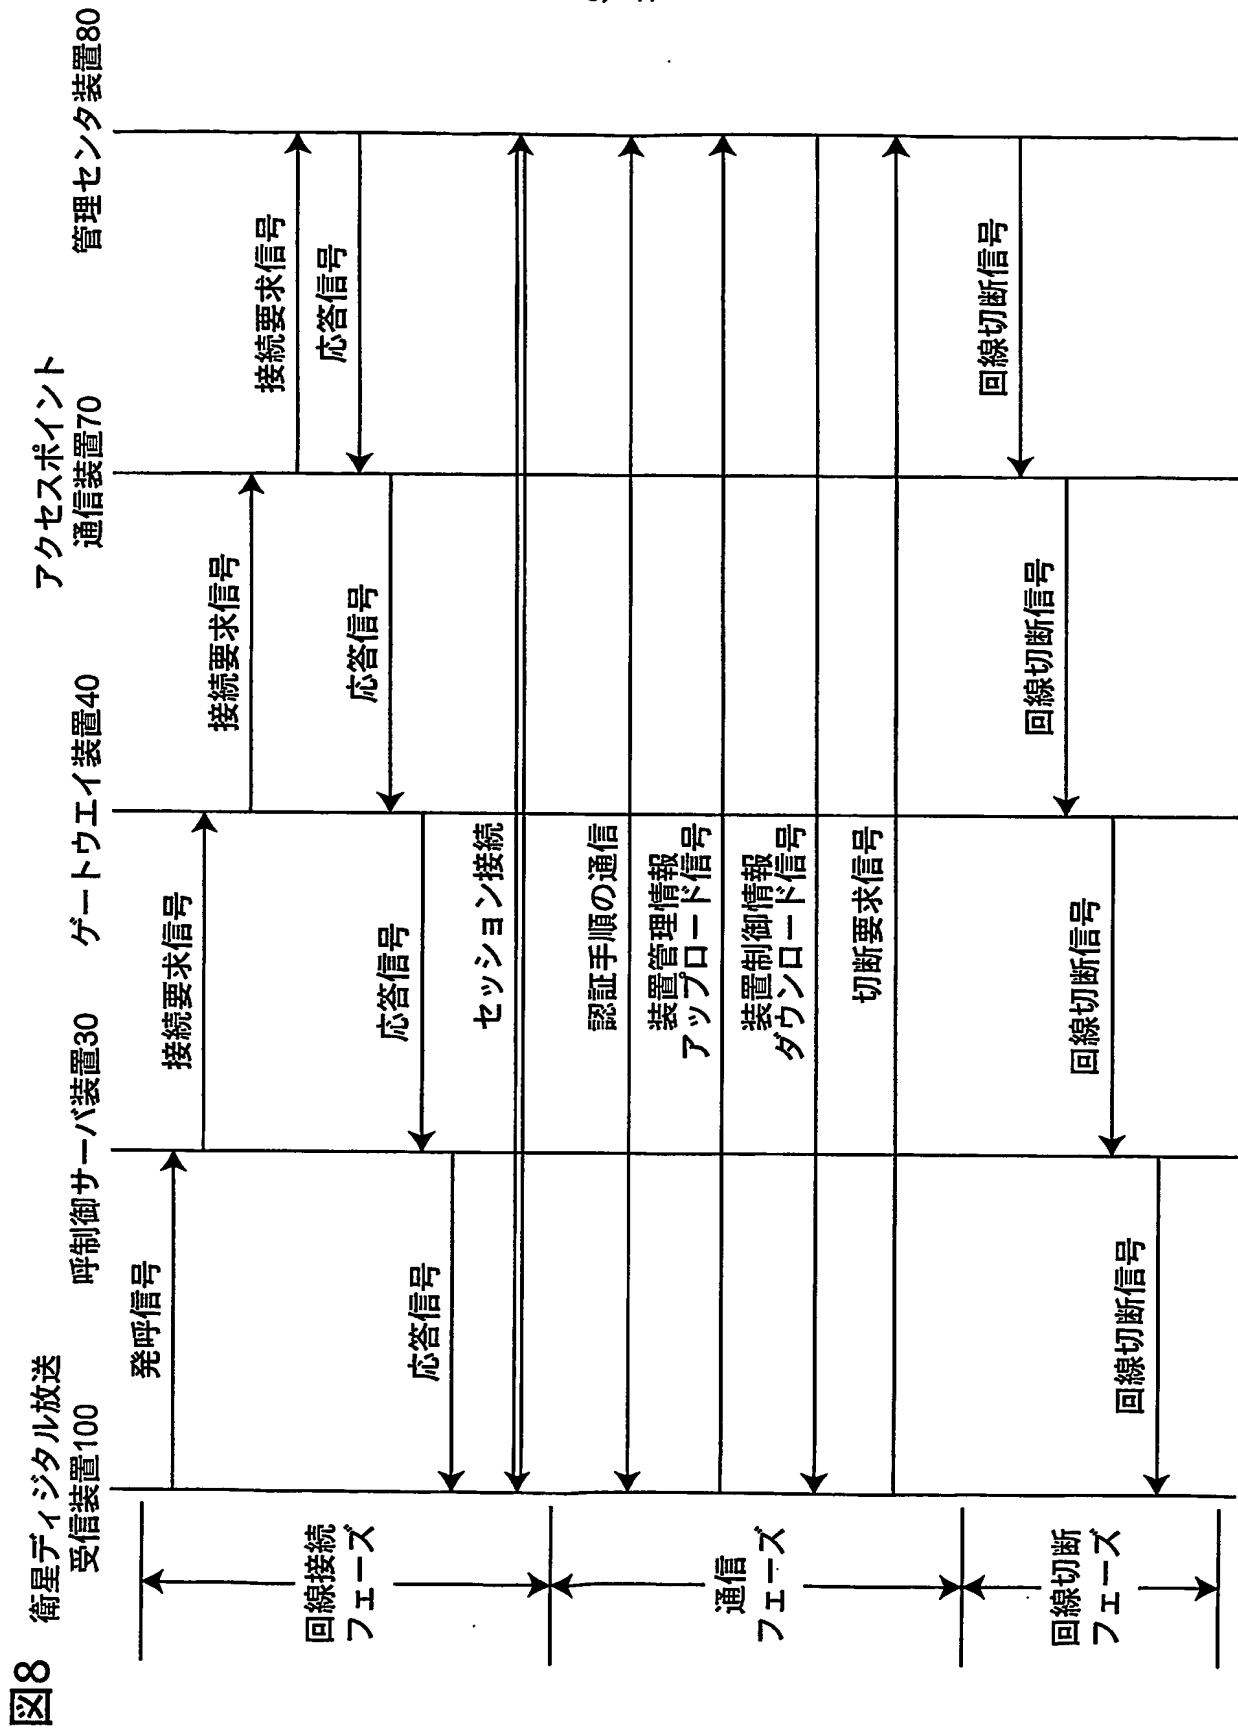 図8
衛星ディジタル放送
受信装置100
呼制御サーバ装置30
ゲートウエイ装置40
アクセスポイント
通信装置70
管理センタ装置80
回線接続
フェーズ
発呼信号
接続要求信号
接続要求信号
接続要求信号
応答信号
応答信号
応答信号
応答信号
セッション接続
通信
フェーズ
認証手順の通信
装置管理情報
アップロード信号
装置制御情報
ダウンロード信号
切断要求信号
回線切断
フェーズ
回線切断信号
回線切断信号
回線切断信号
回線切断信号